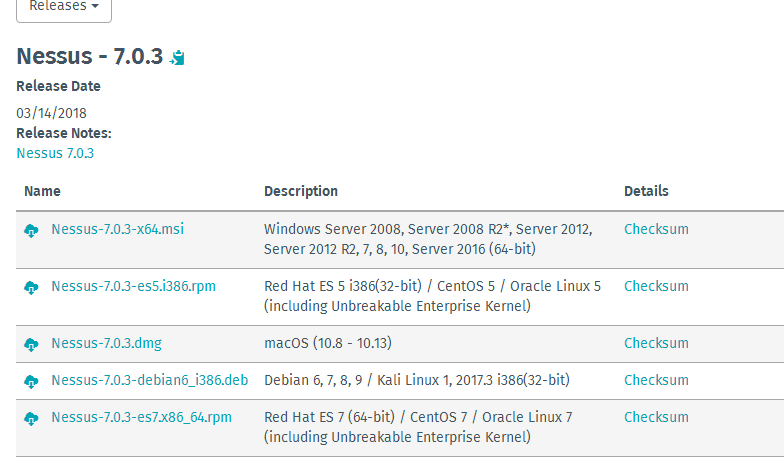 Releases
Nessus - 7.0.3
Release Date
03/14/2018
Release Notes:
Nessus 7.0.3
Name Description Details
Nessus-7.0.3-x64.msi Windows Server 2008, Server 2008 R2*, Server 2012, Checksum
Server 2012 R2, 7, 8, 10, Server 2016 (64-bit)
Nessus-7.0.3-es5.i386.rpm Red Hat ES 5 i386(32-bit) / CentOS 5 / Oracle Linux 5 Checksum
(including Unbreakable Enterprise Kernel)
Nessus-7.0.3.dmg macOS (10.8 - 10.13) Checksum
Nessus-7.0.3-debian6_i386.deb Debian 6, 7, 8, 9 / Kali Linux 1, 2017.3 i386(32-bit) Checksum
Nessus-7.0.3-es7.x86_64.rpm Red Hat ES 7 (64-bit) / CentOS 7 / Oracle Linux 7 Checksum
(including Unbreakable Enterprise Kernel)